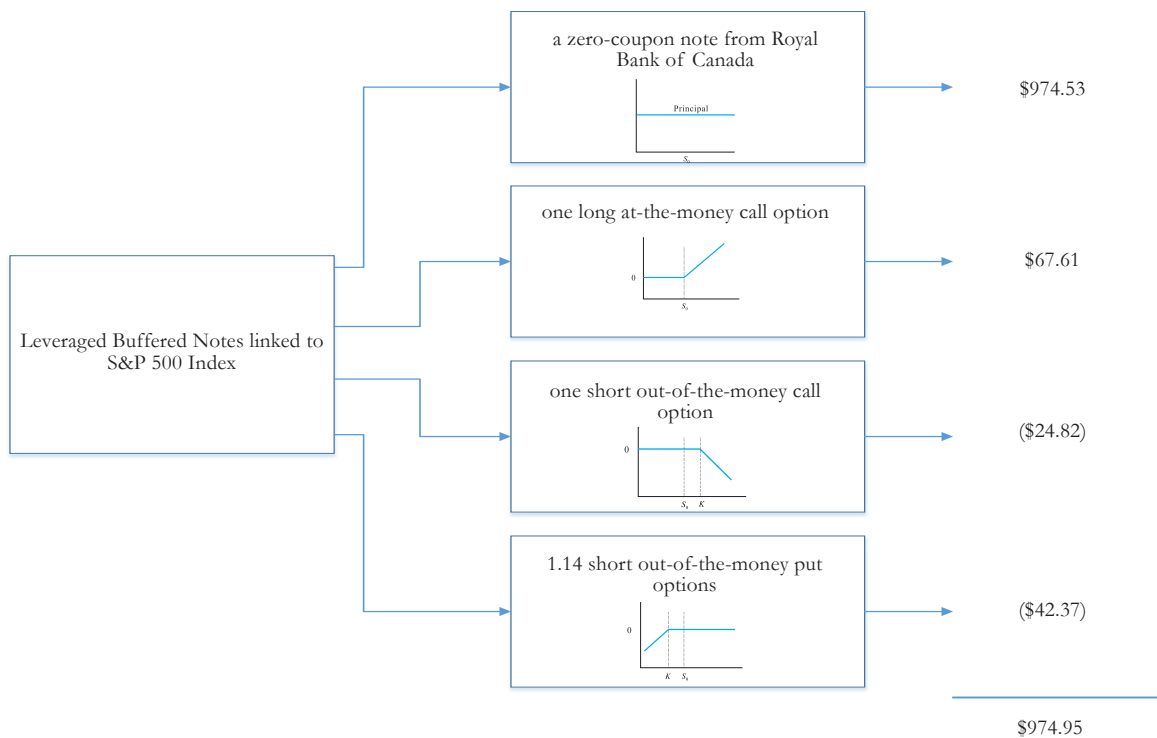 a zero-coupon note from Royal
Bank of Canada
Principal
S₀
$974.53
one long at-the-money call option
0
S₀
$67.61
Leveraged Buffered Notes linked to
S&P 500 Index
one short out-of-the-money call
option
0
S₀ K
($24.82)
1.14 short out-of-the-money put
options
0
K S₀
($42.37)
$974.95